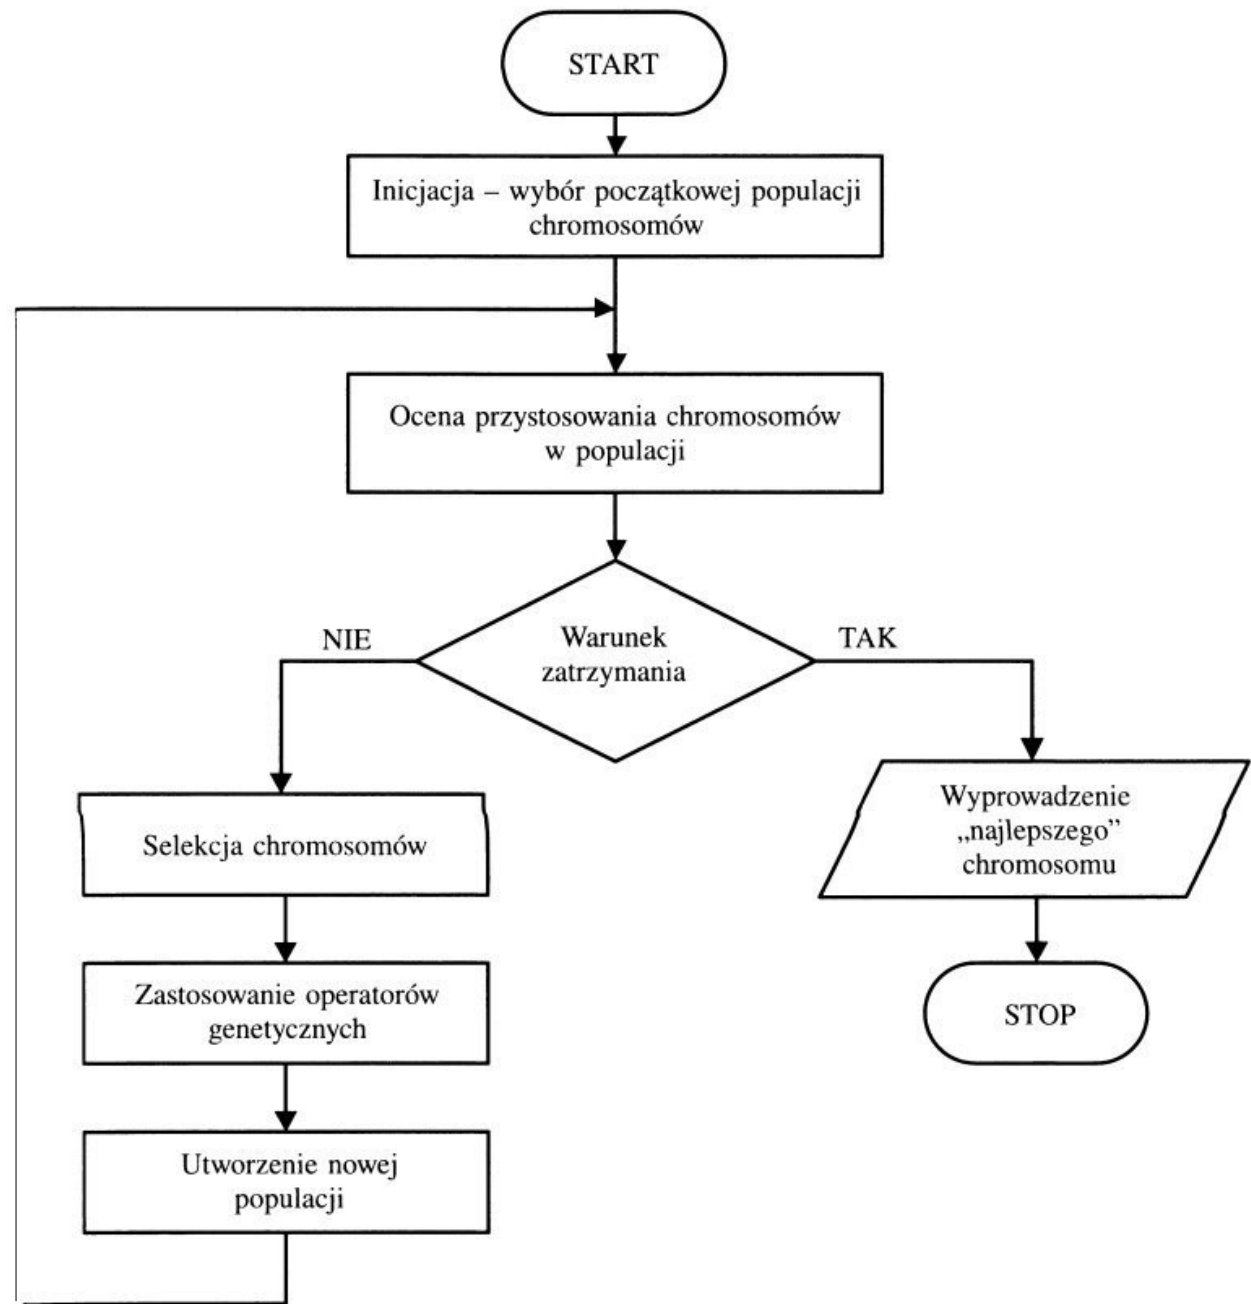 START
Inicjacja – wybór początkowej populacji
chromosomów
Ocena przystosowania chromosomów
w populacji
NIE
Warunek
zatrzymania
TAK
Selekcja chromosomów
Wyprowadzenie
„najlepszego”
chromosomu
Zastosowanie operatorów
genetycznych
STOP
Utworzenie nowej
populacji